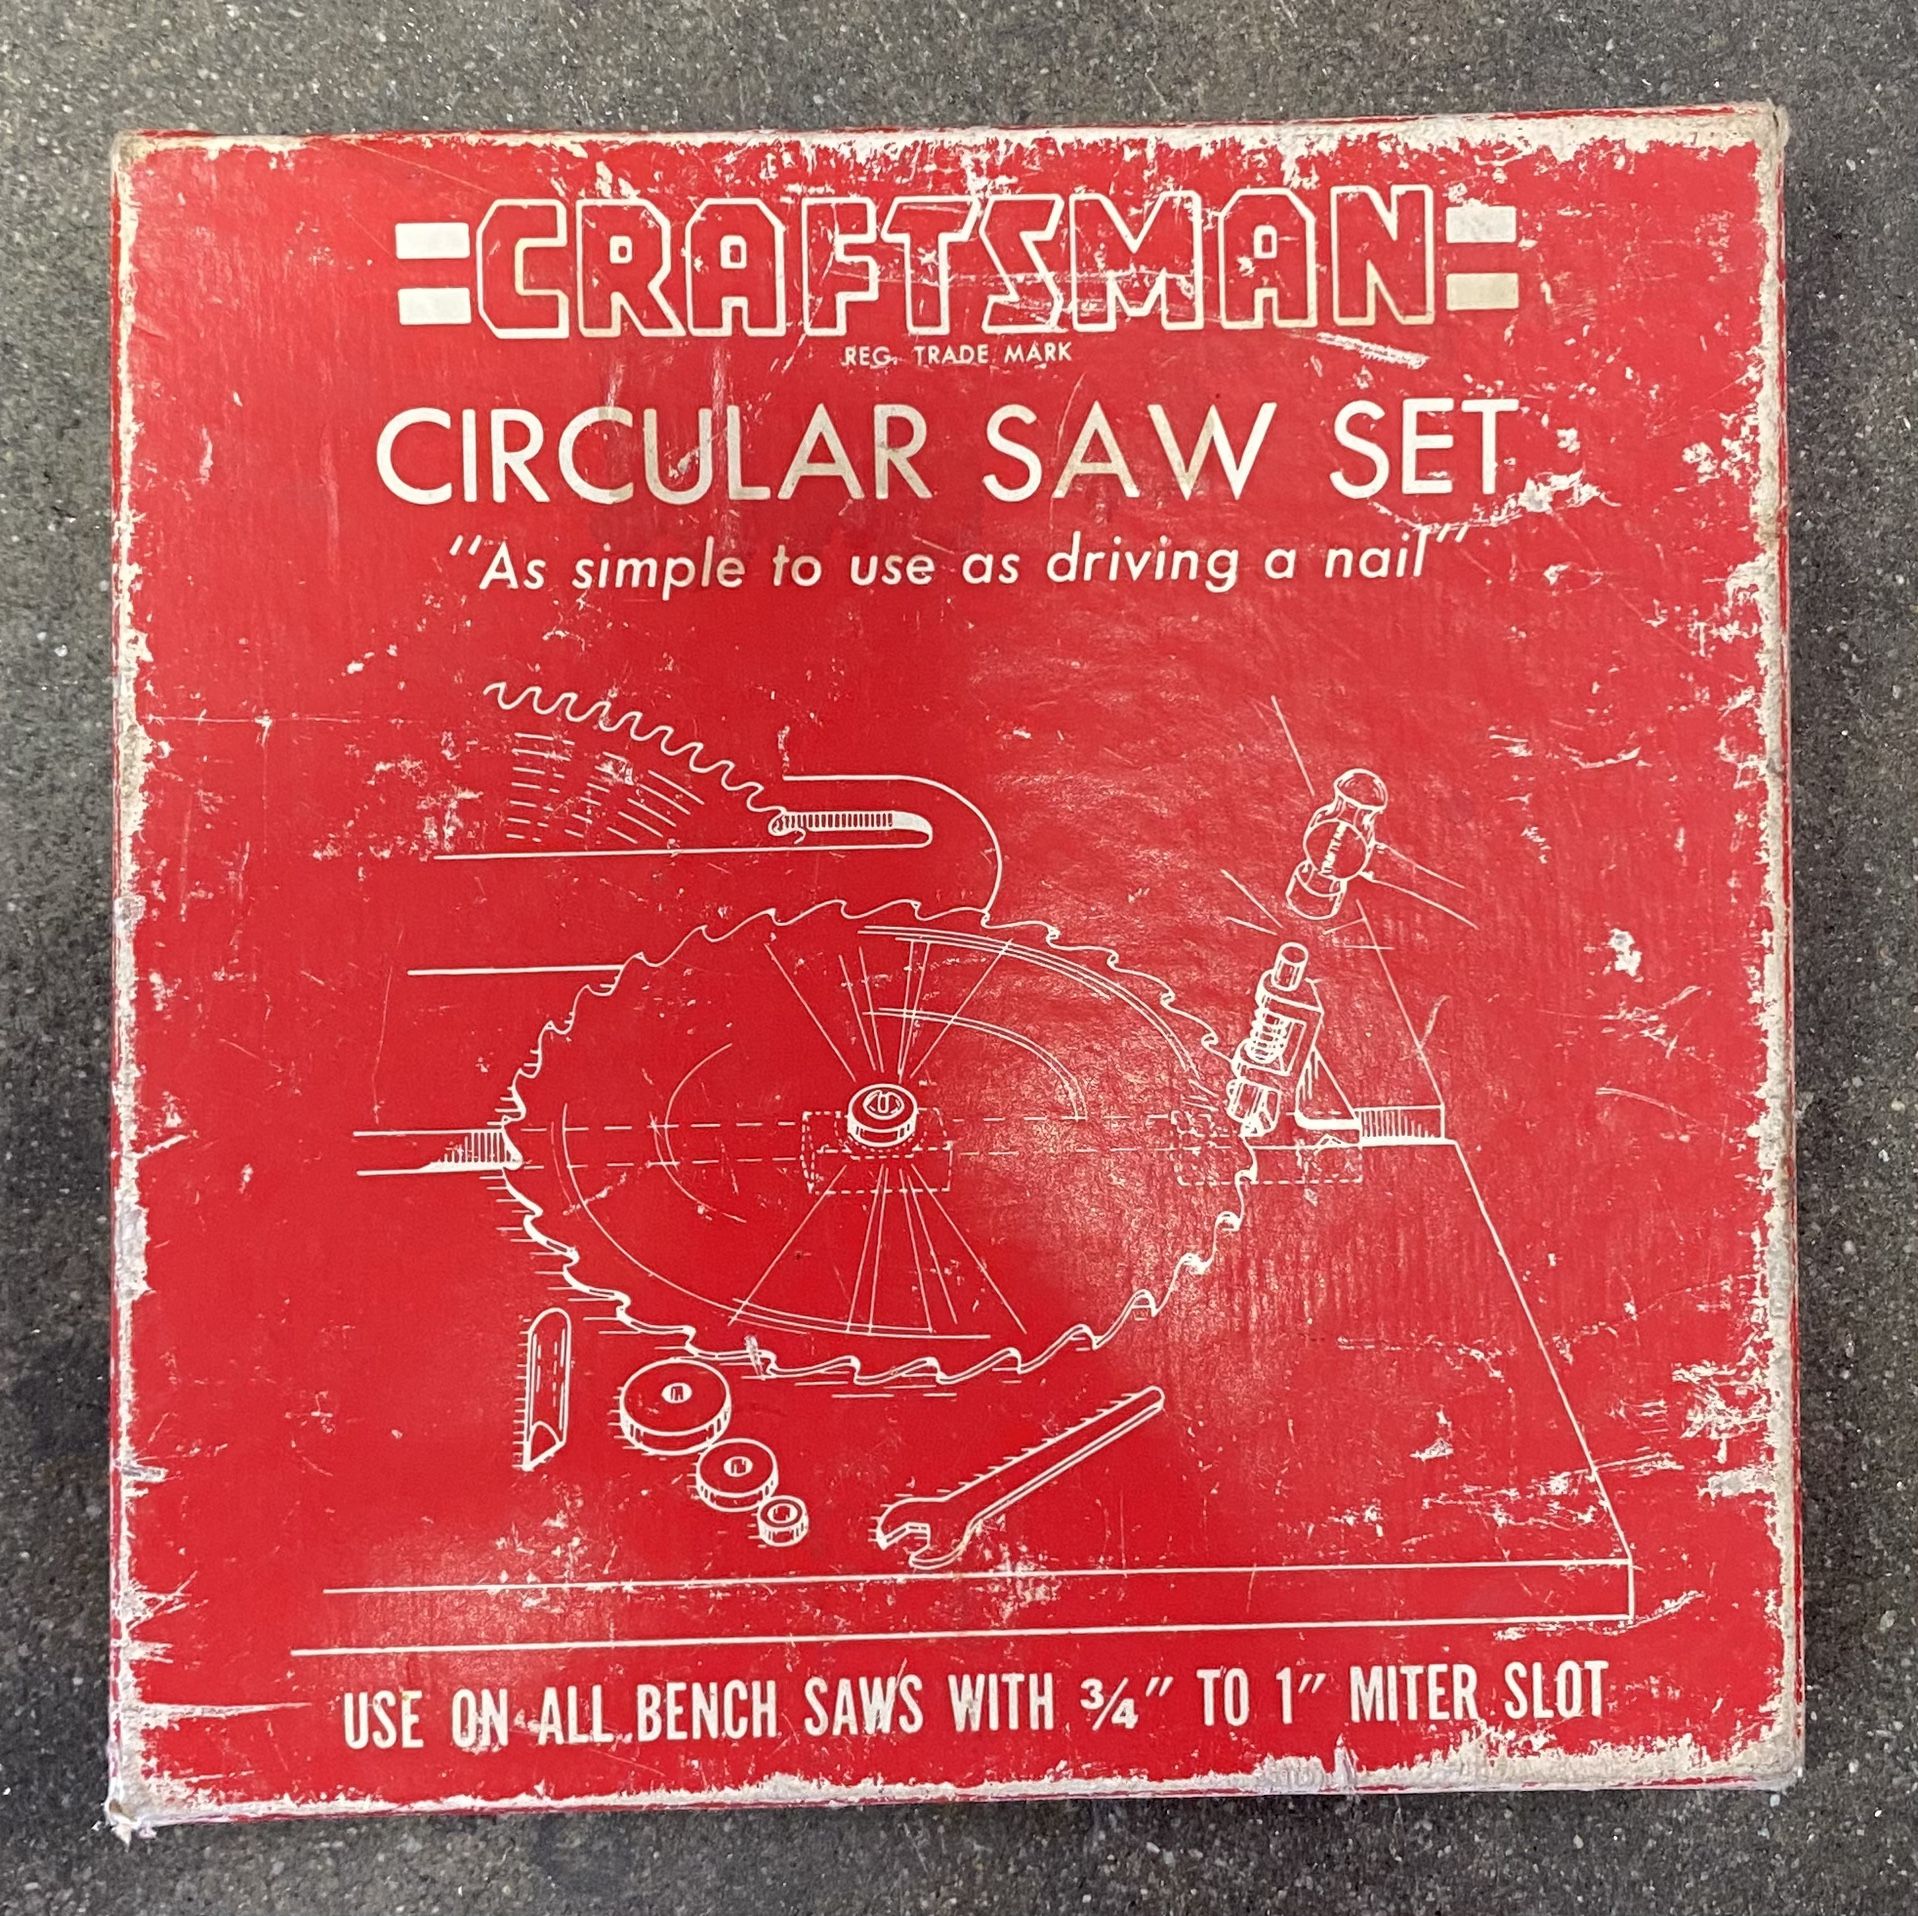 CRAFTSMAN
REG. TRADE MARK
CIRCULAR SAW SET
"As simple to use as driving a nail"
USE ON ALL BENCH SAWS WITH ¾" TO 1" MITER SLOT